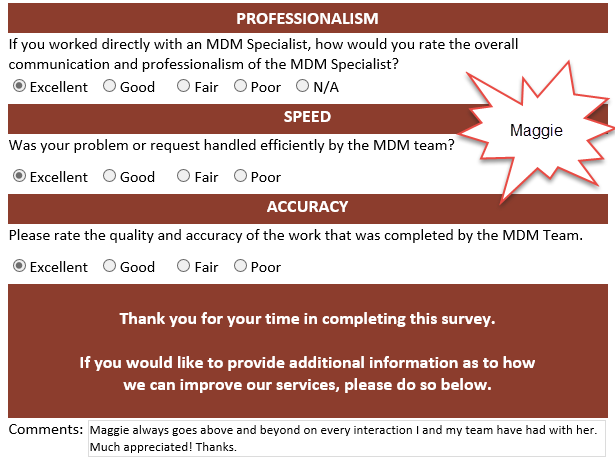 PROFESSIONALISM
If you worked directly with an MDM Specialist, how would you rate the overall
communication and professionalism of the MDM Specialist?
Excellent Good Fair Poor N/A
Maggie
SPEED
Was your problem or request handled efficiently by the MDM team?
Excellent Good Fair Poor
ACCURACY
Please rate the quality and accuracy of the work that was completed by the MDM Team.
Excellent Good Fair Poor
Thank you for your time in completing this survey.
If you would like to provide additional information as to how
we can improve our services, please do so below.
Comments: Maggie always goes above and beyond on every interaction I and my team have had with her.
Much appreciated! Thanks.